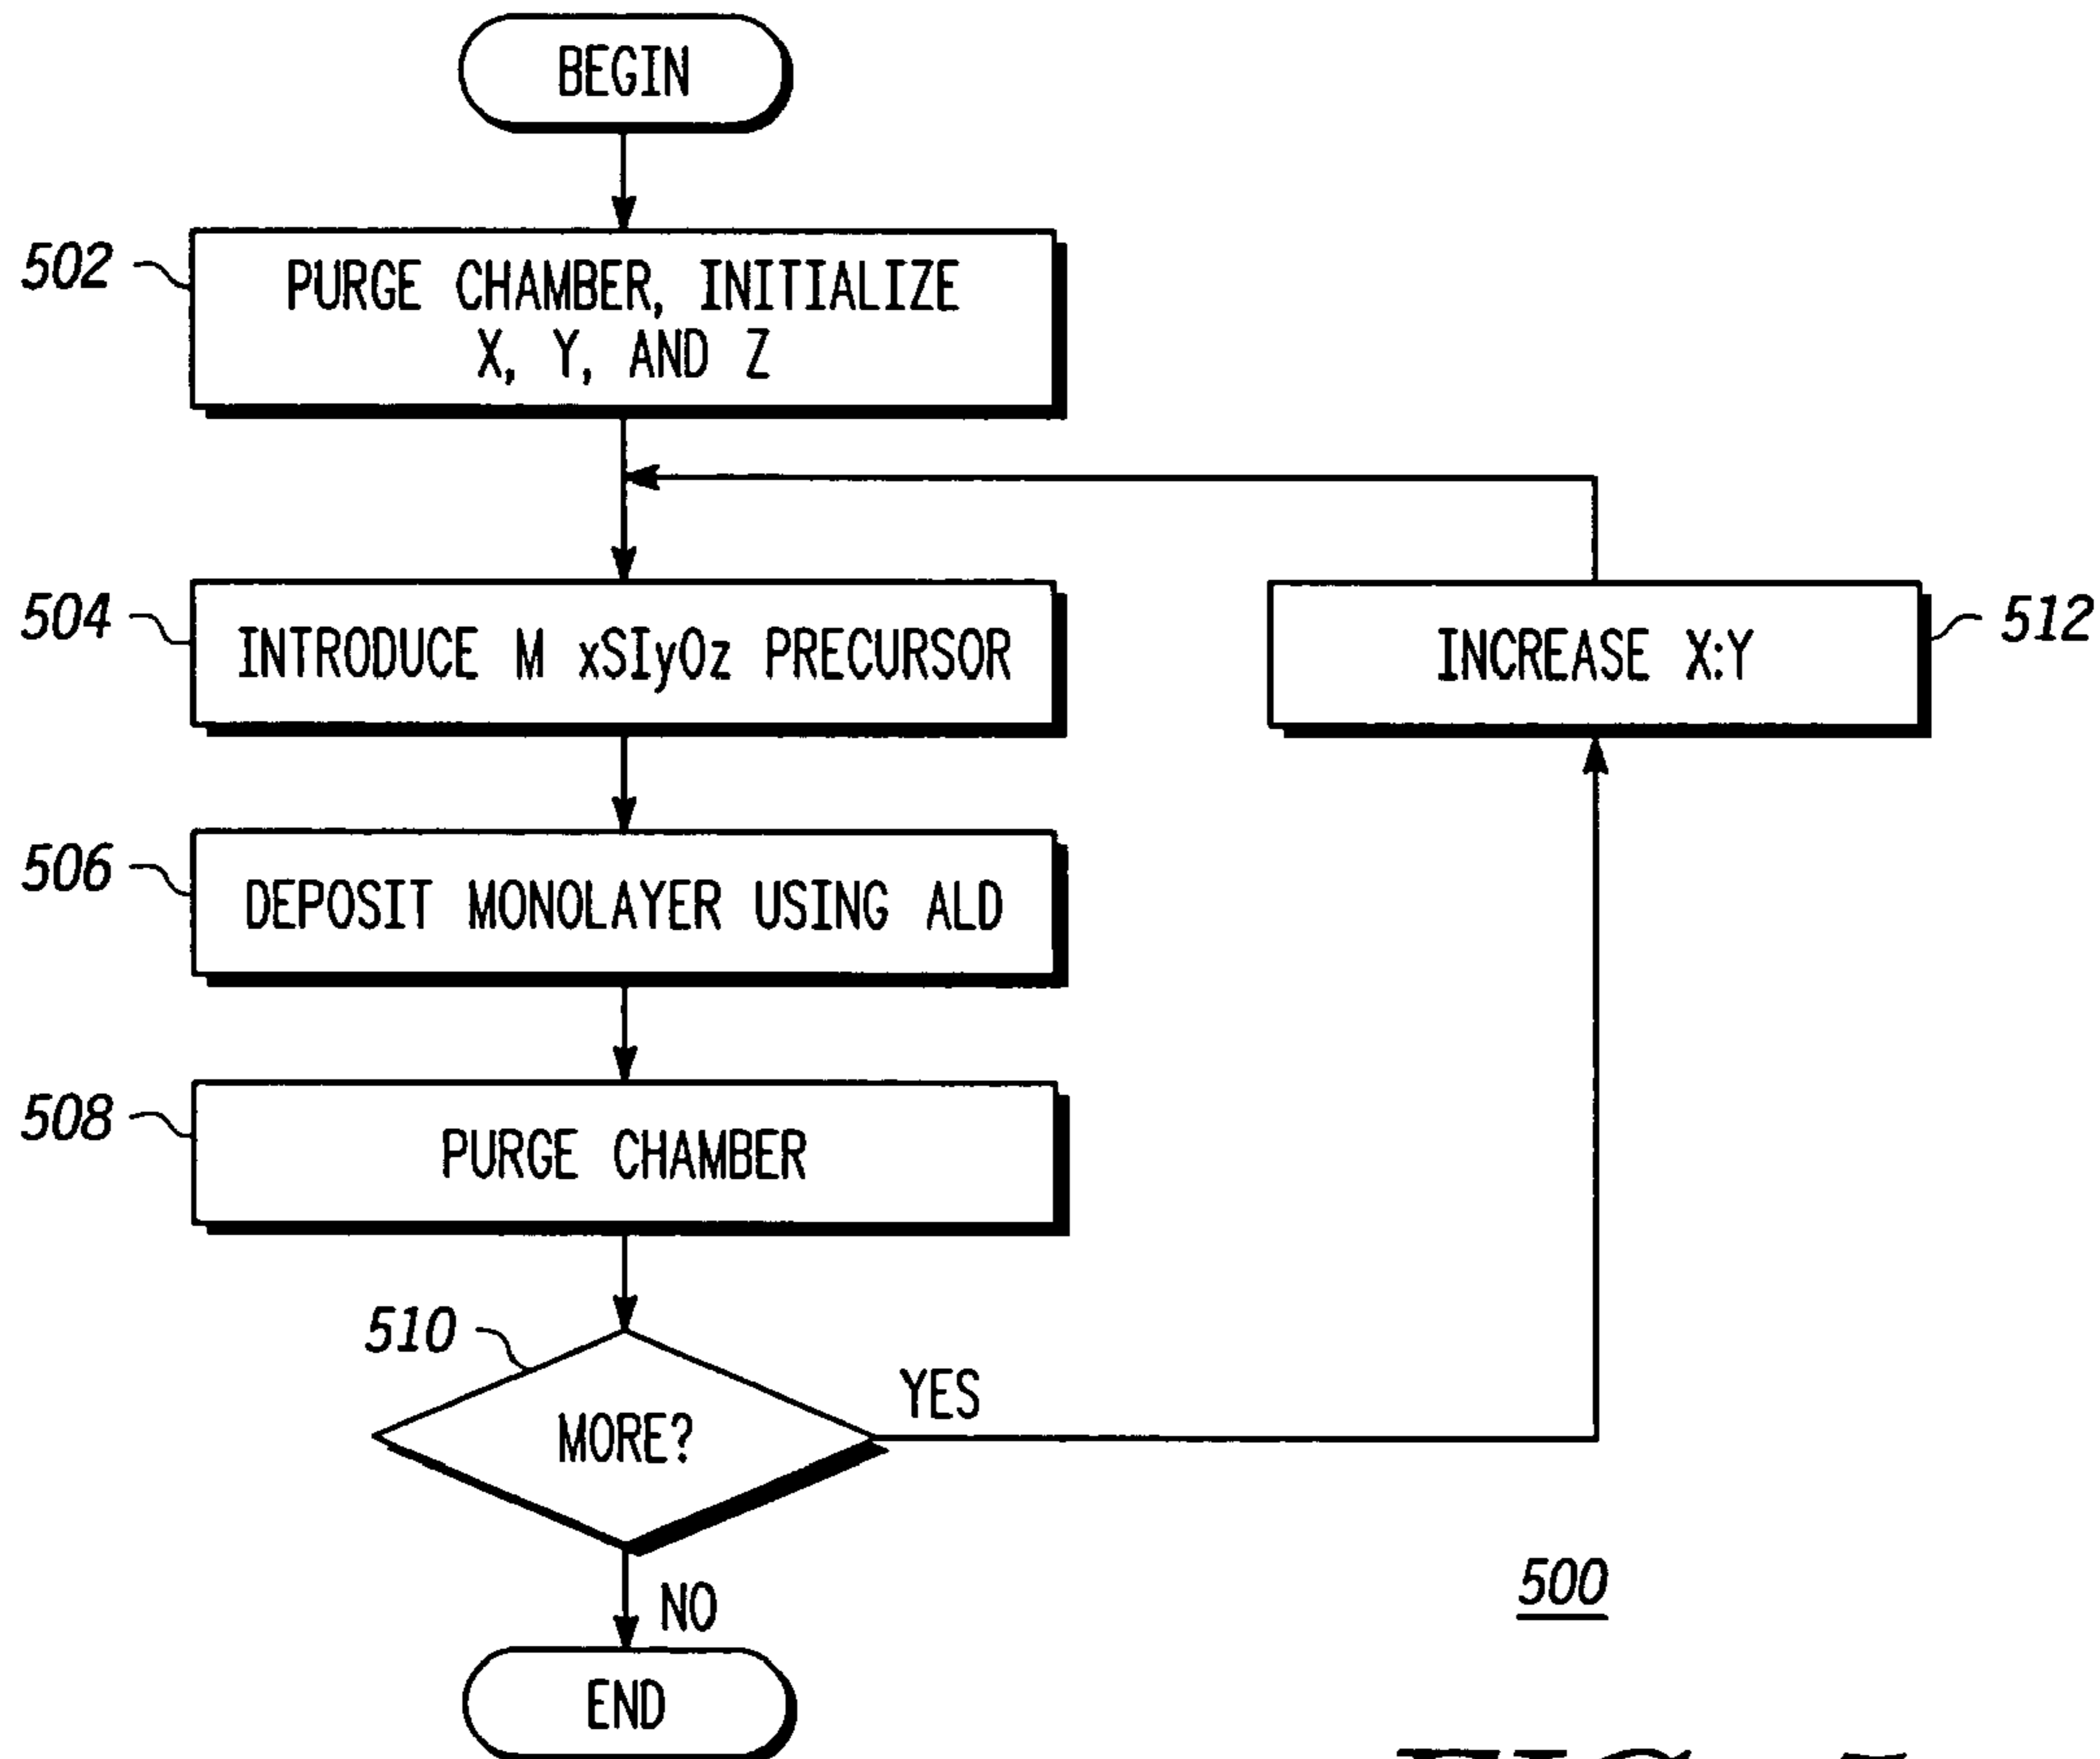 BEGIN
502
PURGE CHAMBER, INITIALIZE
X, Y, AND Z
504
INTRODUCE M xSIyOz PRECURSOR
INCREASE X:Y
512
506
DEPOSIT MONOLAYER USING ALD
508
PURGE CHAMBER
510
MORE?
YES
NO
END
500